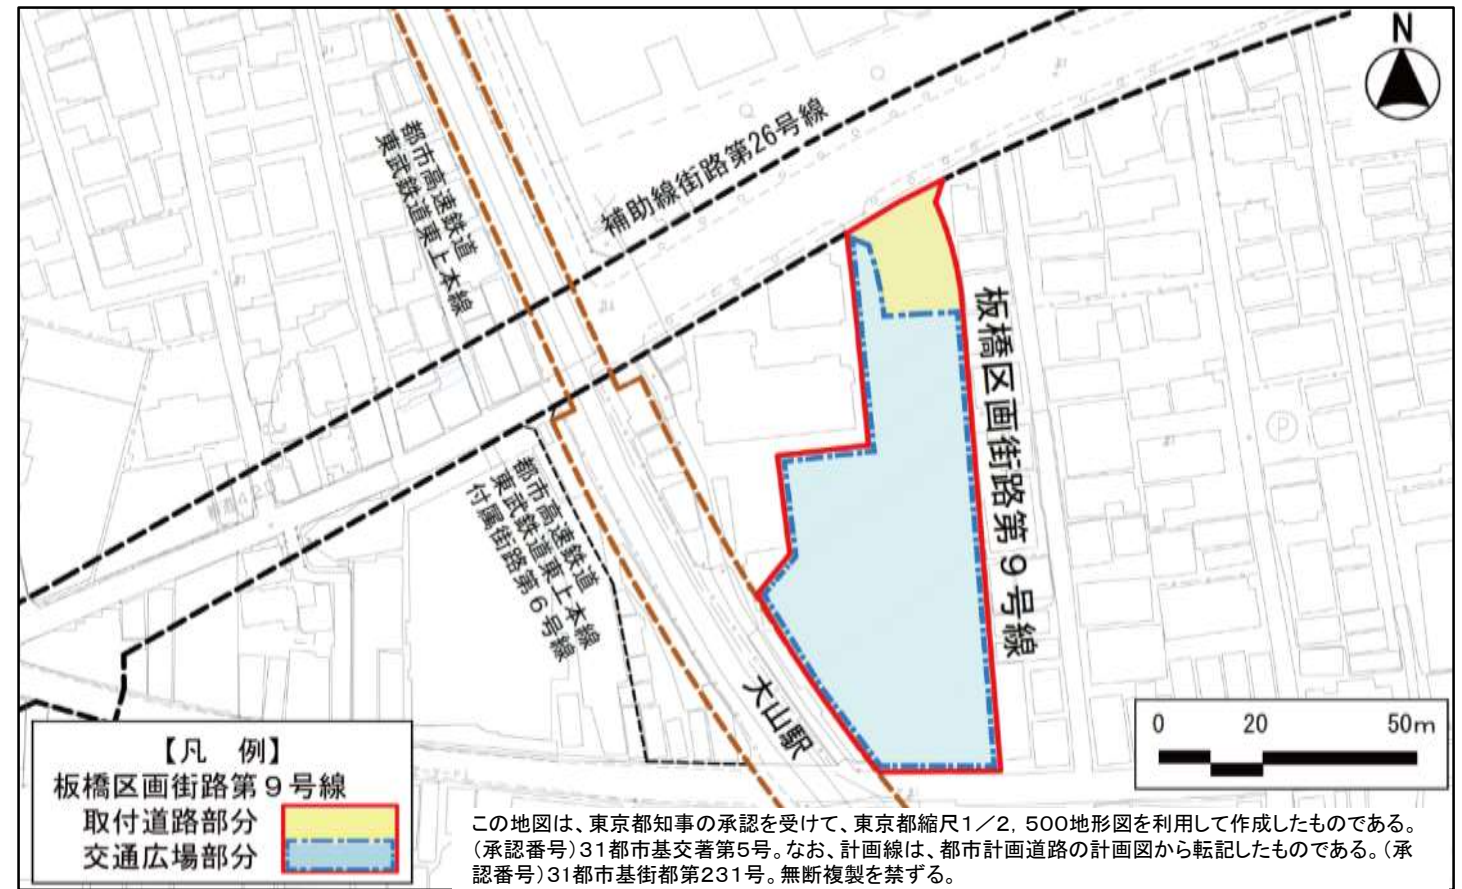 N
補助線街路第26号線
都市高速鉄道
東武鉄道東上本線
板橋区画街路第9号線
都市高速鉄道
東武鉄道東上本線
付属街路第6号線
大山駅
P
0 20 50m
【凡 例】
板橋区画街路第9号線
取付道路部分
交通広場部分
この地図は、東京都知事の承認を受けて、東京都縮尺1/2,500地形図を利用して作成したものである。
(承認番号)31都市基交著第5号。なお、計画線は、都市計画道路の計画図から転記したものである。(承
認番号)31都市基街都第231号。無断複製を禁ずる。